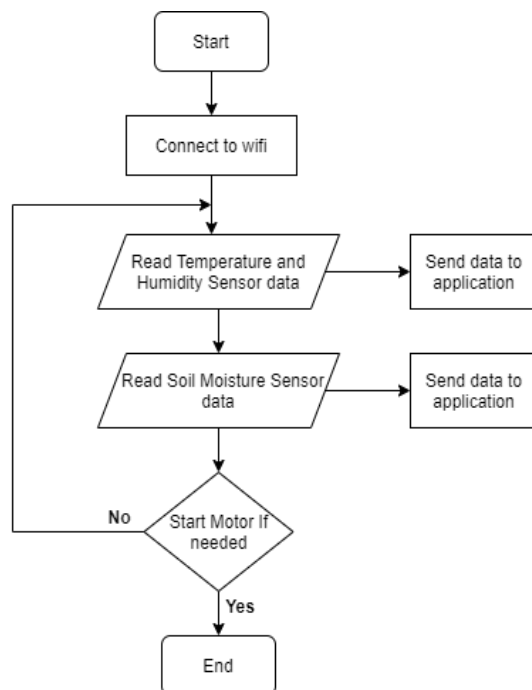 Start
Connect to wifi
Read Temperature and
Humidity Sensor data
Send data to
application
Read Soil Moisture Sensor
data
Send data to
application
Start Motor If
needed
No
Yes
End